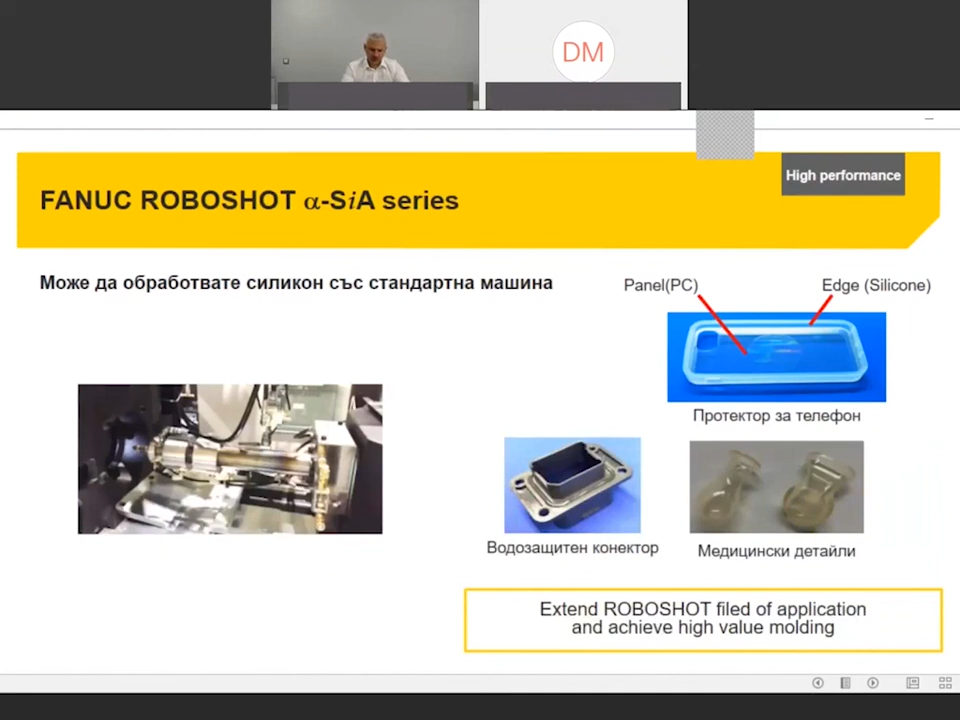 DM
High performance
FANUC ROBOSHOT α-SiA series
Може да обработвате силикон със стандартна машина
Panel(PC)
Edge (Silicone)
Протектор за телефон
Водозащитен конектор
Медицински детайли
Extend ROBOSHOT filed of application
and achieve high value molding